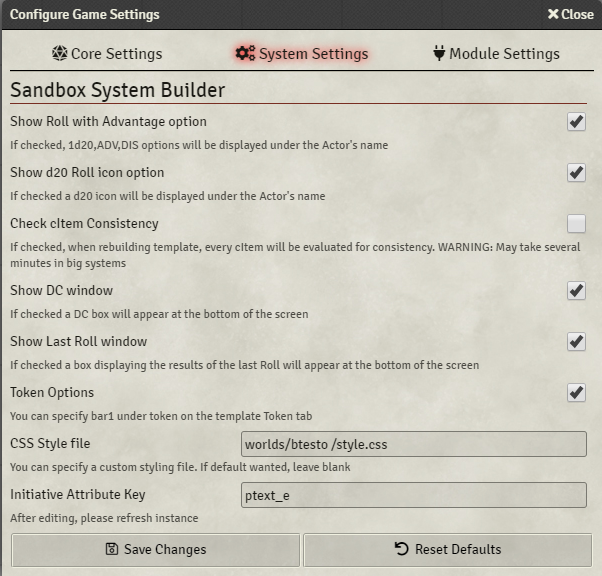 Configure Game Settings
Close
Core Settings
System Settings
Module Settings
Sandbox System Builder
Show Roll with Advantage option
If checked, 1d20,ADV,DIS options will be displayed under the Actor's name
Show d20 Roll icon option
If checked a d20 icon will be displayed under the Actor's name
Check cItem Consistency
If checked, when rebuilding template, every cItem will be evaluated for consistency. WARNING: May take several
minutes in big systems
Show DC window
If checked a DC box will appear at the bottom of the screen
Show Last Roll window
If checked a box displaying the results of the last Roll will appear at the bottom of the screen
Token Options
You can specify bar1 under token on the template Token tab
CSS Style file
worlds/btesto /style.css
You can specify a custom styling file. If default wanted, leave blank
Initiative Attribute Key
ptext_e
After editing, please refresh instance
Save Changes
Reset Defaults